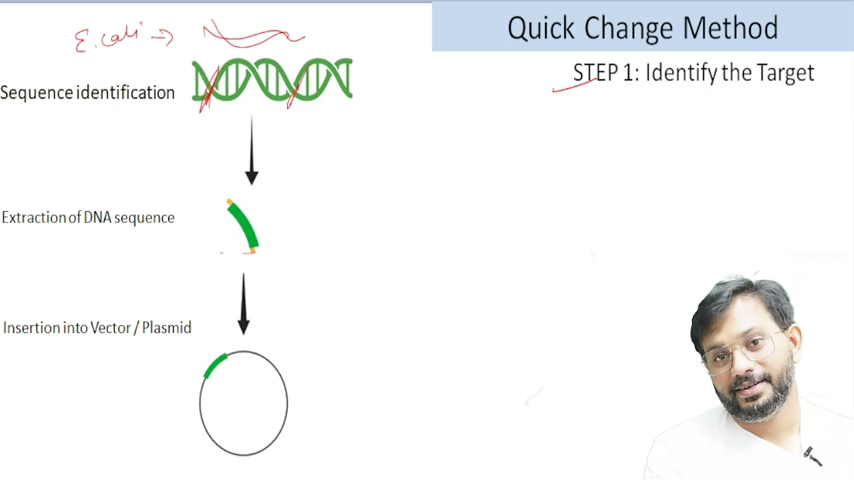 Quick Change Method
STEP 1: Identify the Target
E. coli →
Sequence identification
Extraction of DNA sequence
Insertion into Vector / Plasmid